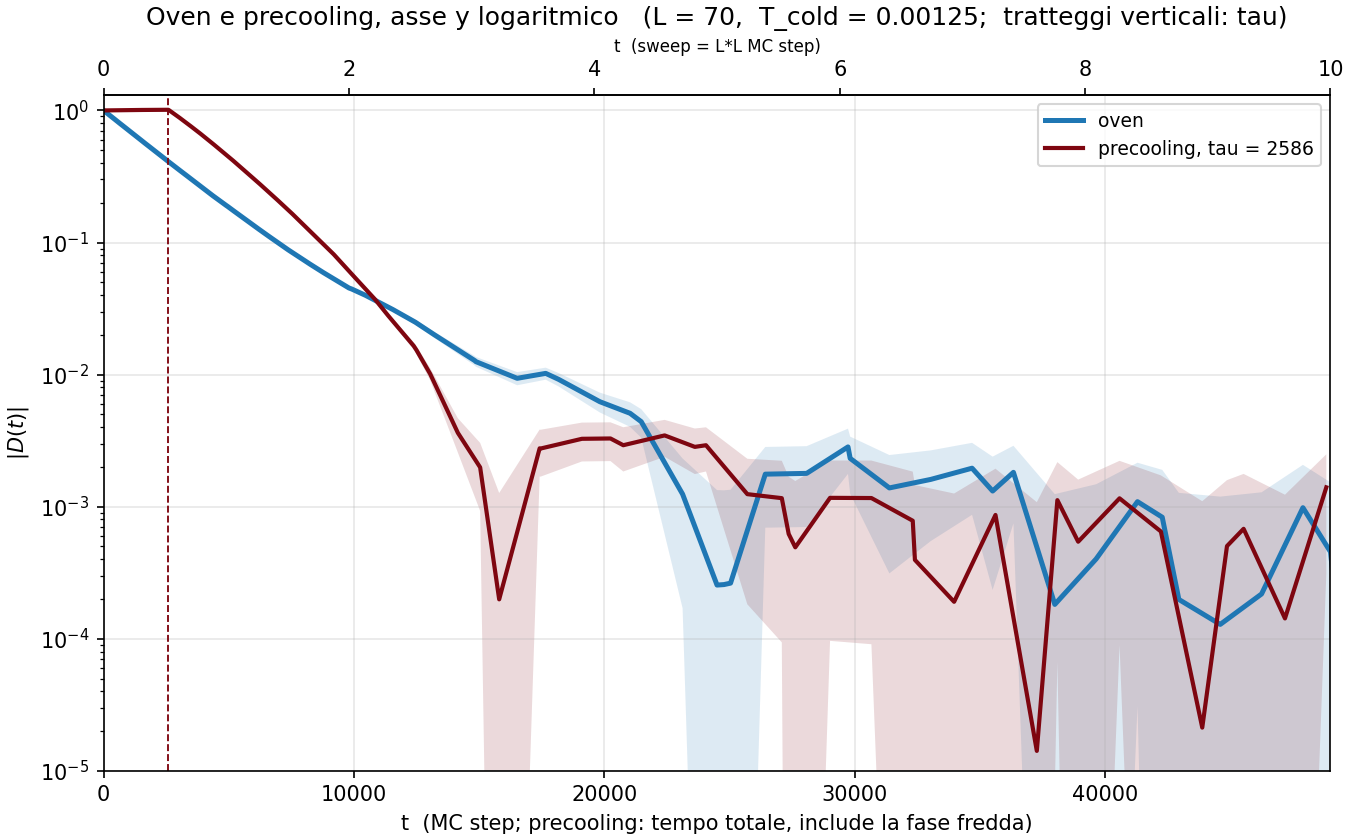 Oven e precooling, asse y logaritmico   (L = 70,  T_cold = 0.00125;  tratteggi verticali: tau)
t  (sweep = L*L MC step)
0 2 4 6 8 10
oven
precooling, tau = 2586
10⁰
10⁻¹
10⁻²
10⁻³
10⁻⁴
10⁻⁵
|D(t)|
0 10000 20000 30000 40000
t  (MC step; precooling: tempo totale, include la fase fredda)